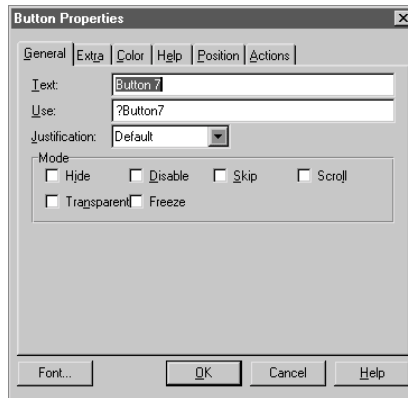 Button Properties
General Extra Color Help Position Actions
Text: Button 7
Use: ?Button7
Justification: Default
Mode
Hide Disable Skip Scroll
Transparent Freeze
Font... OK Cancel Help